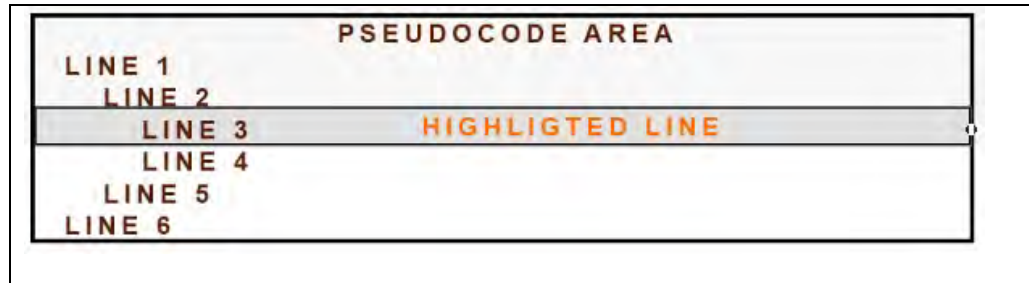 PSEUDOCODE AREA
LINE 1
LINE 2
LINE 3 HIGHLIGTED LINE
LINE 4
LINE 5
LINE 6